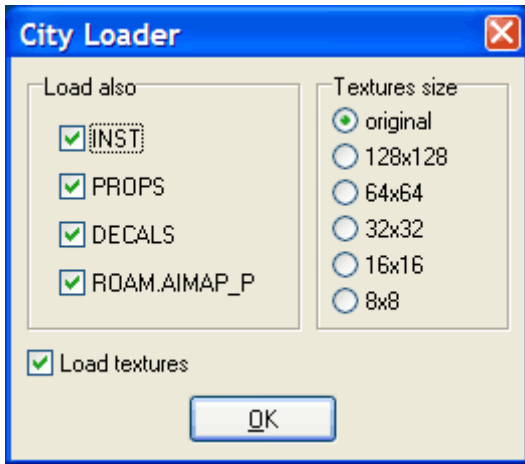 City Loader
Load also
INST
PROPS
DECALS
ROAM.AIMAP_P
Textures size
original
128x128
64x64
32x32
16x16
8x8
Load textures
OK